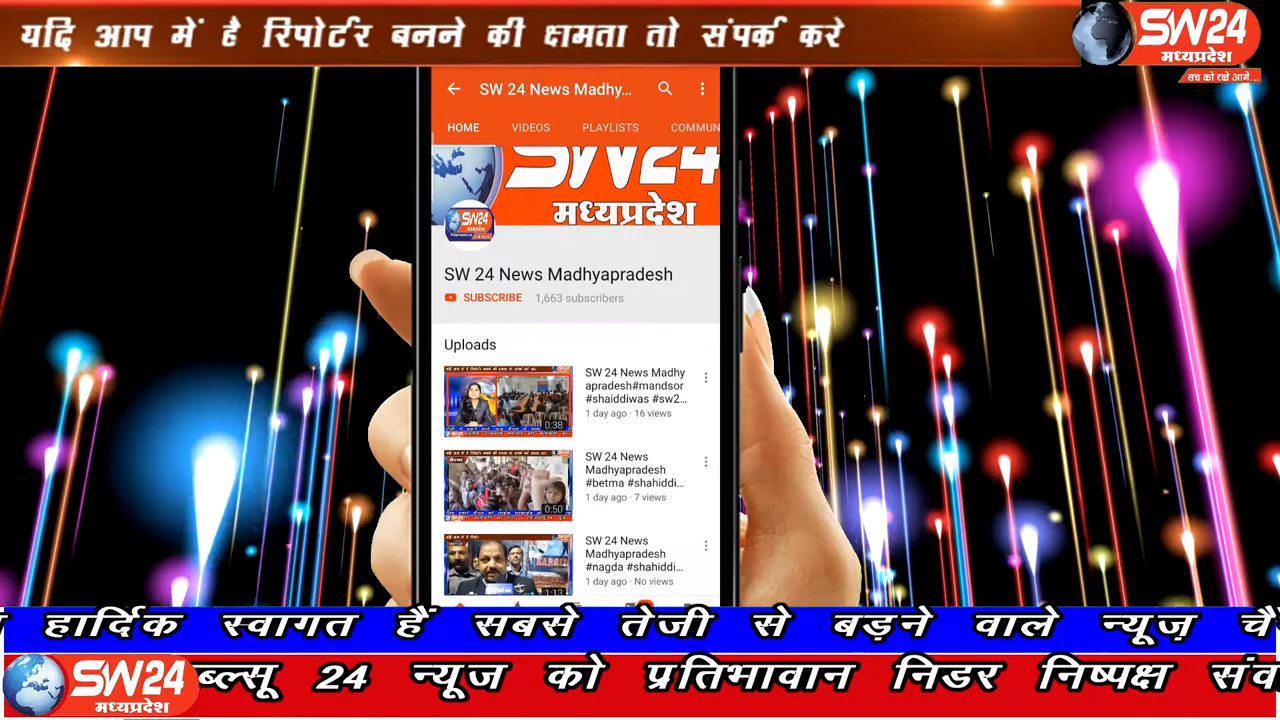 यदि आप में है रिपोर्टर बनने की क्षमता तो संपर्क करे
SW24
मध्यप्रदेश
सच को रखे आगे...
SW 24 News Madhy...
HOME VIDEOS PLAYLISTS COMMUN
SW24
मध्यप्रदेश
SW24
SW 24 News Madhyapradesh
SUBSCRIBE 1,663 subscribers
Uploads
SW 24 News Madhy
apradesh#mandsor
#shaiddiwas #sw2...
1 day ago · 16 views
0:38
SW 24 News
Madhyapradesh
#betma #shahiddi...
1 day ago · 7 views
0:50
SW 24 News
Madhyapradesh
#nagda #shahiddi...
1 day ago · No views
1:13
हार्दिक स्वागत हैं सबसे तेजी से बड़ने वाले न्यूज़
SW24
मध्यप्रदेश
ब्ल्सू 24 न्यूज को प्रतिभावान निडर निष्पक्ष